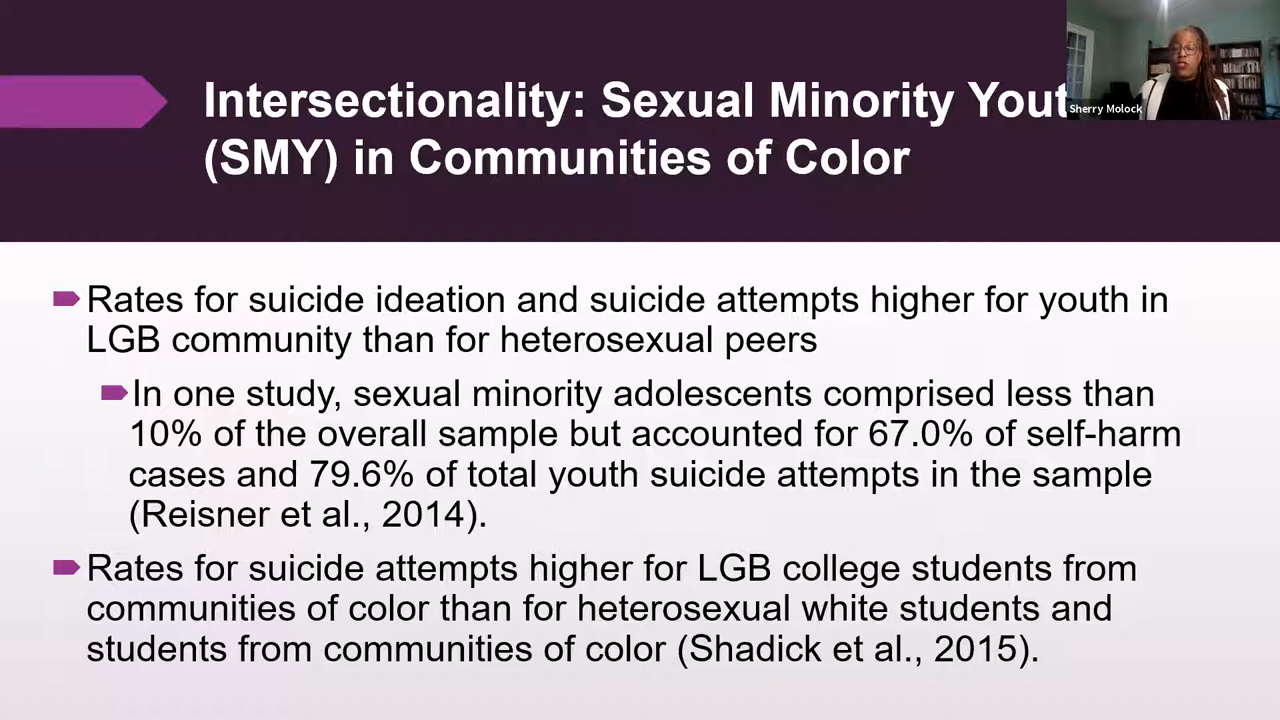 Intersectionality: Sexual Minority Yout
(SMY) in Communities of Color
Sherry Molock
Rates for suicide ideation and suicide attempts higher for youth in
LGB community than for heterosexual peers
In one study, sexual minority adolescents comprised less than
10% of the overall sample but accounted for 67.0% of self-harm
cases and 79.6% of total youth suicide attempts in the sample
(Reisner et al., 2014).
Rates for suicide attempts higher for LGB college students from
communities of color than for heterosexual white students and
students from communities of color (Shadick et al., 2015).